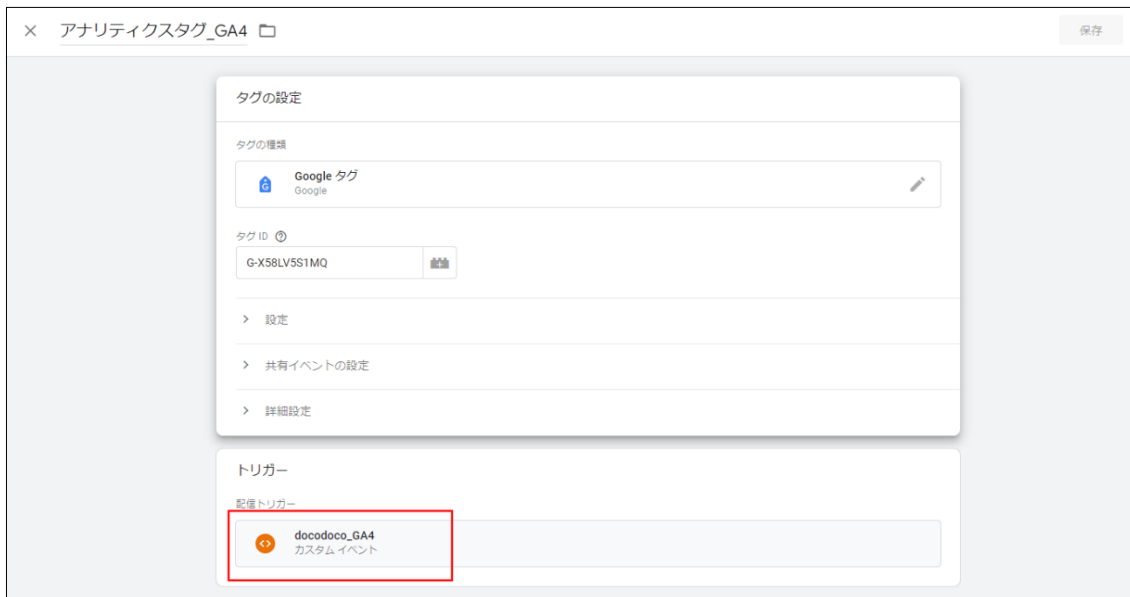 アナリティクスタグ_GA4
保存
タグの設定
タグの種類
Google タグ
Google
タグ ID
G-X58LV5S1MQ
設定
共有イベントの設定
詳細設定
トリガー
配信トリガー
docodoco_GA4
カスタム イベント